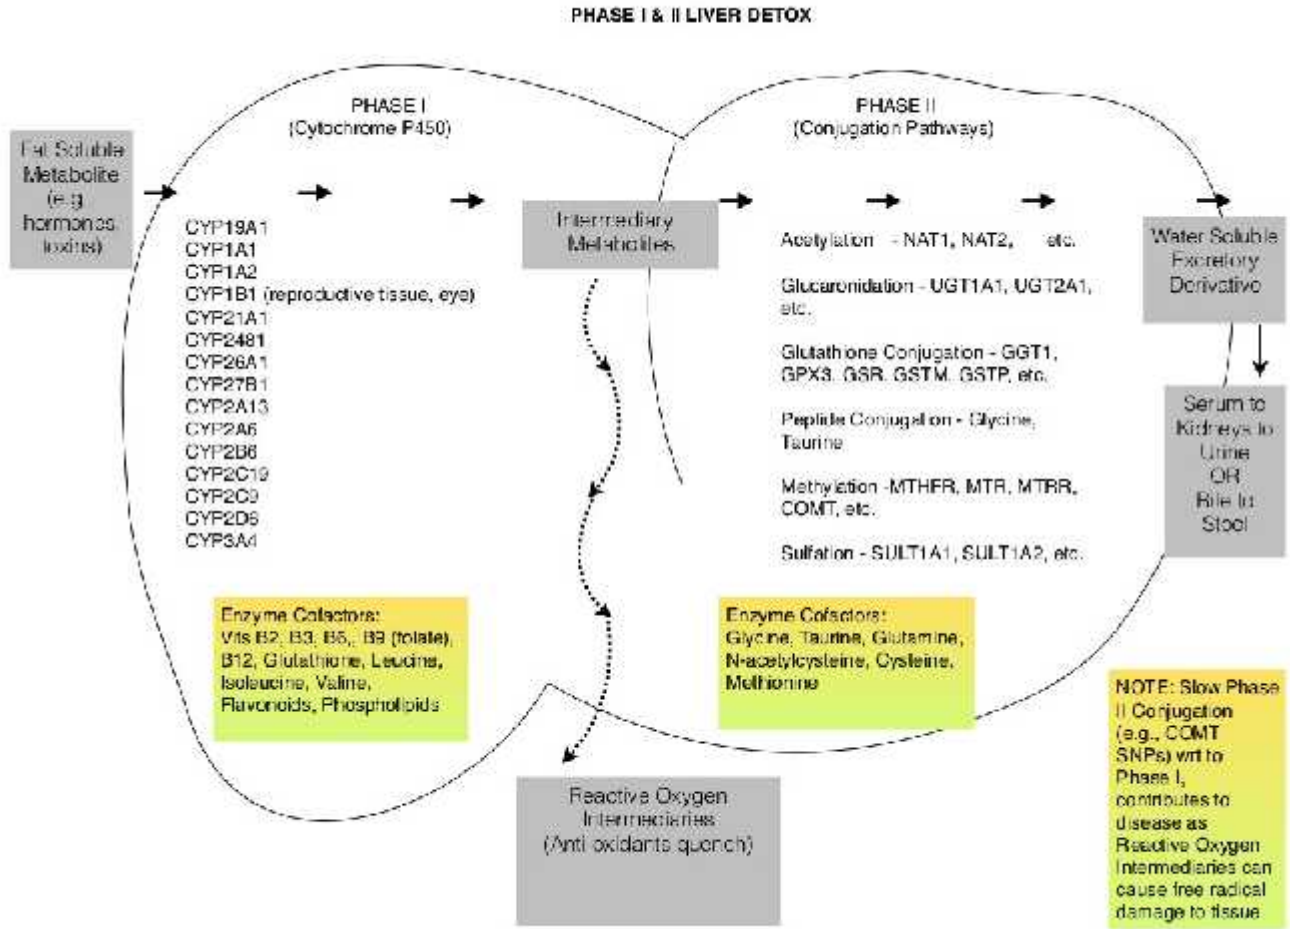 PHASE I & II LIVER DETOX
PHASE I
(Cytochrome P450)
PHASE II
(Conjugation Pathways)
Fat Soluble
Metabolite
(e.g.
hormones,
toxins)
CYP19A1
CYP1A1
CYP1A2
CYP1B1 (reproductive tissue, eye)
CYP21A1
CYP2481
CYP26A1
CYP27B1
CYP2A13
CYP2A6
CYP2B6
CYP2C19
CYP2C9
CYP2D6
CYP3A4
Intermediary
Metabolites
Acetylation - NAT1, NAT2, etc.
Glucaronidation - UGT1A1, UGT2A1,
etc.
Glutathione Conjugation - GGT1,
GPX3. GSR. GSTM. GSTP, etc.
Peptide Conjugation - Glycine,
Taurine
Methylation -MTHFR, MTR, MTRR,
COMT, etc.
Sulfation - SULT1A1, SULT1A2, etc.
Water Soluble
Excretory
Derivative
Serum to
Kidneys to
Urine
OR
Bile to
Stool
Enzyme Cofactors:
Vits B2, B3, B6,, B9 (folate),
B12, Glutathione, Leucine,
Isoleucine, Valine,
Flavonoids, Phospholipids
Enzyme Cofactors:
Glycine, Taurine, Glutamine,
N-acetylcysteine, Cysteine,
Methionine
Reactive Oxygen
Intermediaries
(Anti oxidants quench)
NOTE: Slow Phase
II Conjugation
(e.g., COMT
SNPs) wrt to
Phase I,
contributes to
disease as
Reactive Oxygen
Intermediaries can
cause free radical
damage to tissue